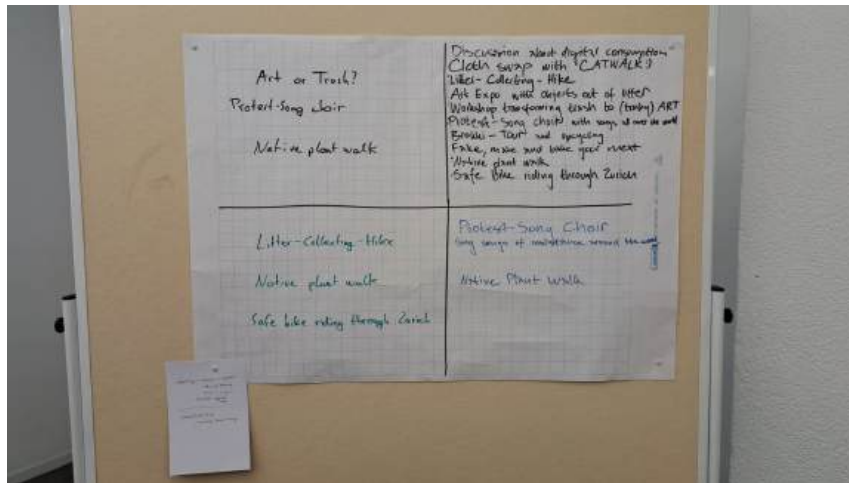 Art or Trash?
Protest-Song Choir
Native plant walk
Discussion about digital consumption
Cloth swap with "CATWALK?"
Litter-Collecting-Hike
Art Expo with objects out of litter
Workshop transforming trash to (trashy) ART
Protest-Song choir with songs all over the world
Brocki-Tour and upcycling
Fake, make and bake your meat
Native plant walk
Safe bike riding through Zurich
Litter-Collecting-Hike
Native plant walk
Safe bike riding through Zurich
Protest-Song Choir
Sing songs of resistance around the
Native Plant Walk